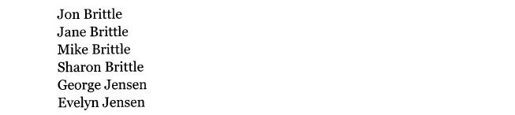 Jon Brittle
Jane Brittle
Mike Brittle
Sharon Brittle
George Jensen
Evelyn Jensen